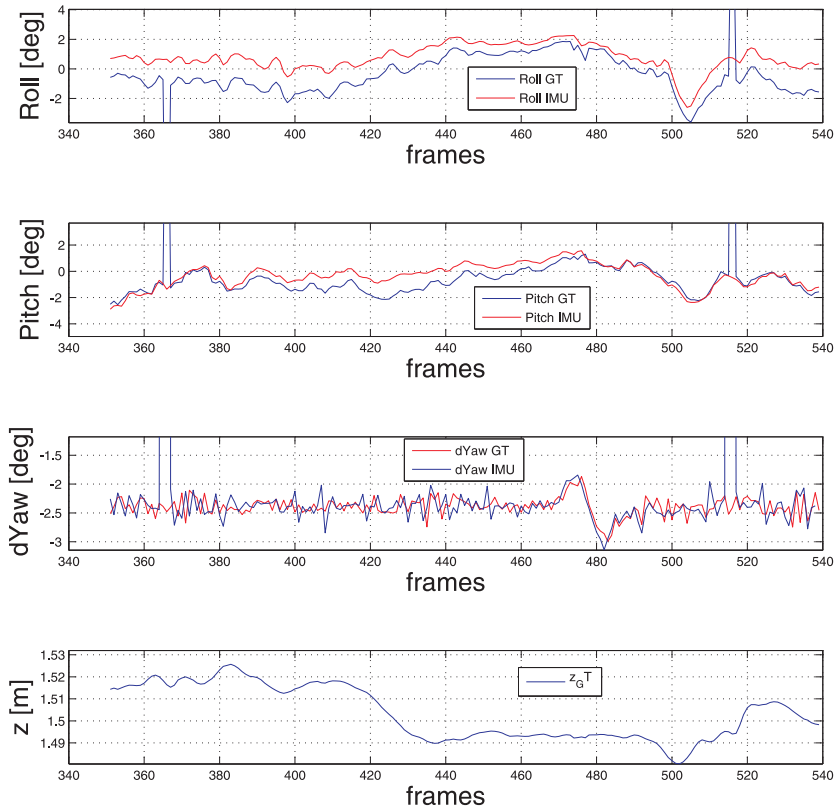 4
2
0
-2
Roll [deg]
Roll GT
Roll IMU
340 360 380 400 420 440 460 480 500 520 540
frames
2
0
-2
-4
Pitch [deg]
Pitch GT
Pitch IMU
340 360 380 400 420 440 460 480 500 520 540
frames
-1.5
-2
-2.5
-3
dYaw [deg]
dYaw GT
dYaw IMU
340 360 380 400 420 440 460 480 500 520 540
frames
1.53
1.52
1.51
1.5
1.49
z [m]
z_GT
340 360 380 400 420 440 460 480 500 520 540
frames